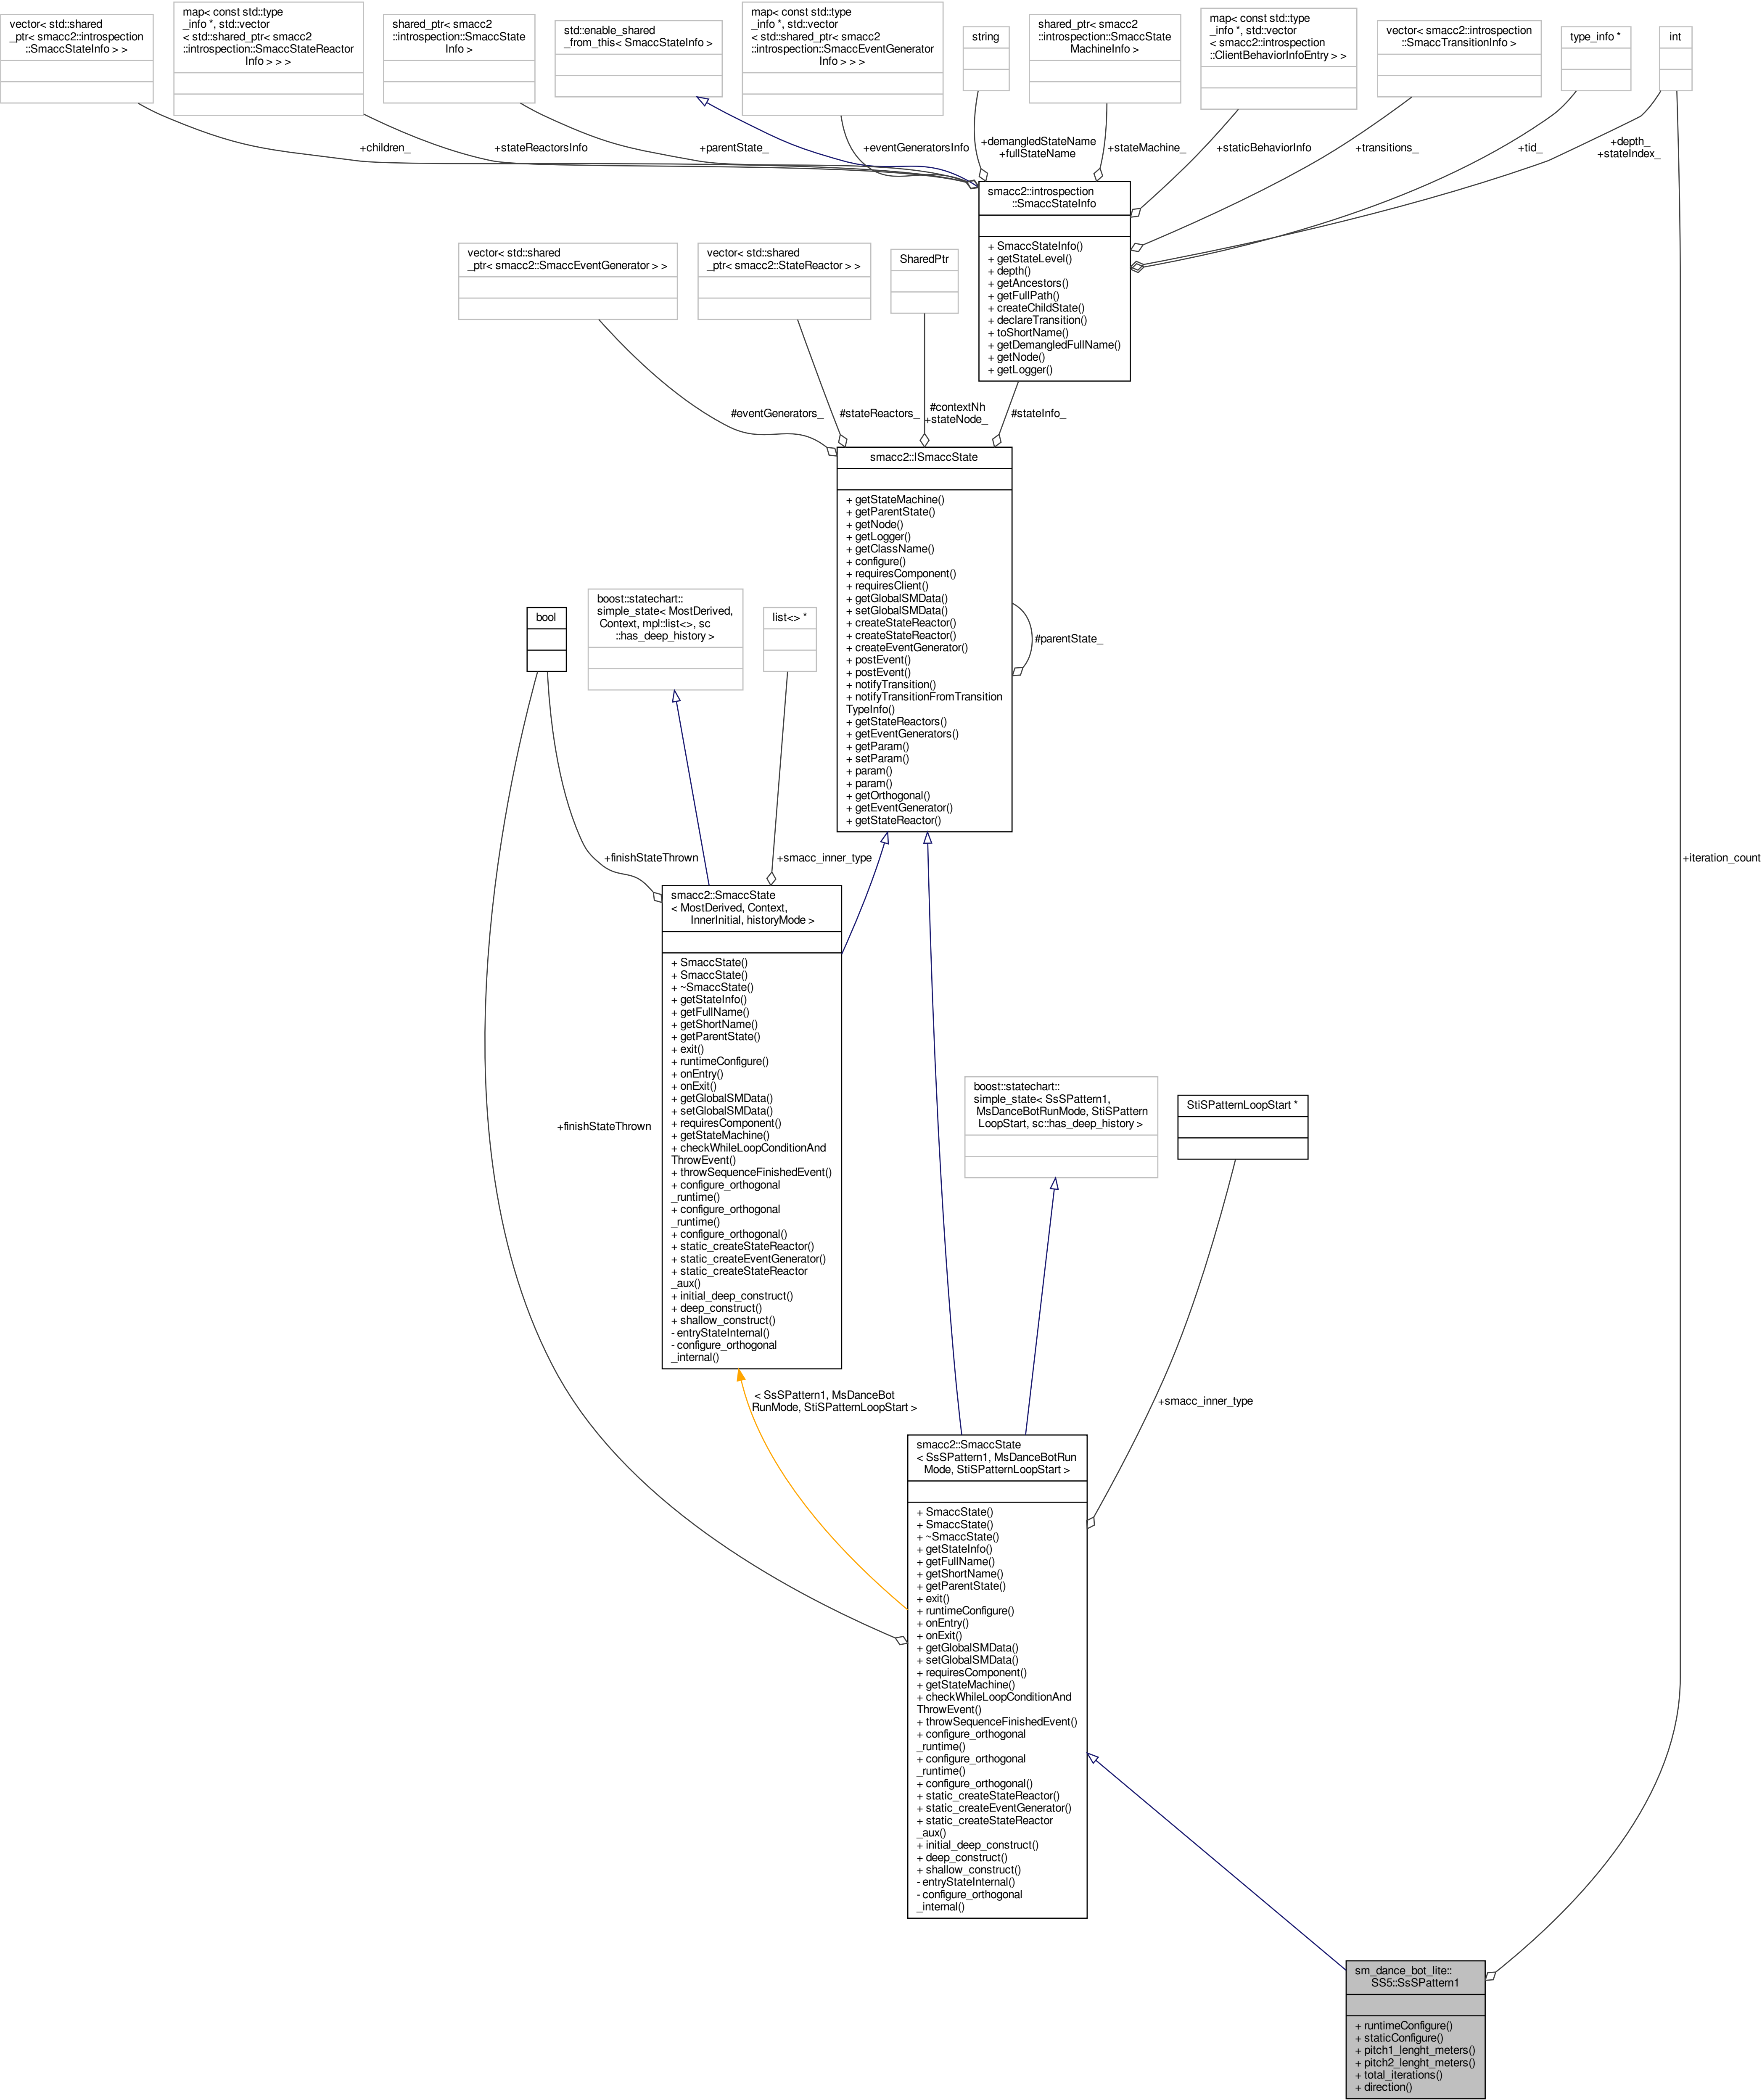 vector< std::shared
_ptr< smacc2::introspection
::SmaccStateInfo > >
map< const std::type
_info *, std::vector
< std::shared_ptr< smacc2
::introspection::SmaccStateReactor
Info > > >
shared_ptr< smacc2
::introspection::SmaccState
Info >
std::enable_shared
_from_this< SmaccStateInfo >
map< const std::type
_info *, std::vector
< std::shared_ptr< smacc2
::introspection::SmaccEventGenerator
Info > > >
string
shared_ptr< smacc2
::introspection::SmaccState
MachineInfo >
map< const std::type
_info *, std::vector
< smacc2::introspection
::ClientBehaviorInfoEntry > >
vector< smacc2::introspection
::SmaccTransitionInfo >
type_info *
int
+children_
+stateReactorsInfo
+parentState_
+eventGeneratorsInfo
+demangledStateName
+fullStateName
+stateMachine_
+staticBehaviorInfo
+transitions_
+tid_
+depth_
+stateIndex_
smacc2::introspection
::SmaccStateInfo
+ SmaccStateInfo()
+ getStateLevel()
+ depth()
+ getAncestors()
+ getFullPath()
+ createChildState()
+ declareTransition()
+ toShortName()
+ getDemangledFullName()
+ getNode()
+ getLogger()
vector< std::shared
_ptr< smacc2::SmaccEventGenerator > >
vector< std::shared
_ptr< smacc2::StateReactor > >
SharedPtr
#eventGenerators_
#stateReactors_
#contextNh
+stateNode_
#stateInfo_
smacc2::ISmaccState
+ getStateMachine()
+ getParentState()
+ getNode()
+ getLogger()
+ getClassName()
+ configure()
+ requiresComponent()
+ requiresClient()
+ getGlobalSMData()
+ setGlobalSMData()
+ createStateReactor()
+ createStateReactor()
+ createEventGenerator()
+ postEvent()
+ postEvent()
+ notifyTransition()
+ notifyTransitionFromTransition
TypeInfo()
+ getStateReactors()
+ getEventGenerators()
+ getParam()
+ setParam()
+ param()
+ param()
+ getOrthogonal()
+ getEventGenerator()
+ getStateReactor()
#parentState_
bool
boost::statechart::
simple_state< MostDerived,
Context, mpl::list<>, sc
::has_deep_history >
list<> *
+finishStateThrown
+smacc_inner_type
+iteration_count
smacc2::SmaccState
< MostDerived, Context,
InnerInitial, historyMode >
+ SmaccState()
+ SmaccState()
+ ~SmaccState()
+ getStateInfo()
+ getFullName()
+ getShortName()
+ getParentState()
+ exit()
+ runtimeConfigure()
+ onEntry()
+ onExit()
+ getGlobalSMData()
+ setGlobalSMData()
+ requiresComponent()
+ getStateMachine()
+ checkWhileLoopConditionAnd
ThrowEvent()
+ throwSequenceFinishedEvent()
+ configure_orthogonal
_runtime()
+ configure_orthogonal
_runtime()
+ configure_orthogonal()
+ static_createStateReactor()
+ static_createEventGenerator()
+ static_createStateReactor
_aux()
+ initial_deep_construct()
+ deep_construct()
+ shallow_construct()
- entryStateInternal()
- configure_orthogonal
_internal()
+finishStateThrown
boost::statechart::
simple_state< SsSPattern1,
MsDanceBotRunMode, StiSPattern
LoopStart, sc::has_deep_history >
StiSPatternLoopStart *
< SsSPattern1, MsDanceBot
RunMode, StiSPatternLoopStart >
+smacc_inner_type
smacc2::SmaccState
< SsSPattern1, MsDanceBotRun
Mode, StiSPatternLoopStart >
+ SmaccState()
+ SmaccState()
+ ~SmaccState()
+ getStateInfo()
+ getFullName()
+ getShortName()
+ getParentState()
+ exit()
+ runtimeConfigure()
+ onEntry()
+ onExit()
+ getGlobalSMData()
+ setGlobalSMData()
+ requiresComponent()
+ getStateMachine()
+ checkWhileLoopConditionAnd
ThrowEvent()
+ throwSequenceFinishedEvent()
+ configure_orthogonal
_runtime()
+ configure_orthogonal
_runtime()
+ configure_orthogonal()
+ static_createStateReactor()
+ static_createEventGenerator()
+ static_createStateReactor
_aux()
+ initial_deep_construct()
+ deep_construct()
+ shallow_construct()
- entryStateInternal()
- configure_orthogonal
_internal()
sm_dance_bot_lite::
SS5::SsSPattern1
+ runtimeConfigure()
+ staticConfigure()
+ pitch1_lenght_meters()
+ pitch2_lenght_meters()
+ total_iterations()
+ direction()